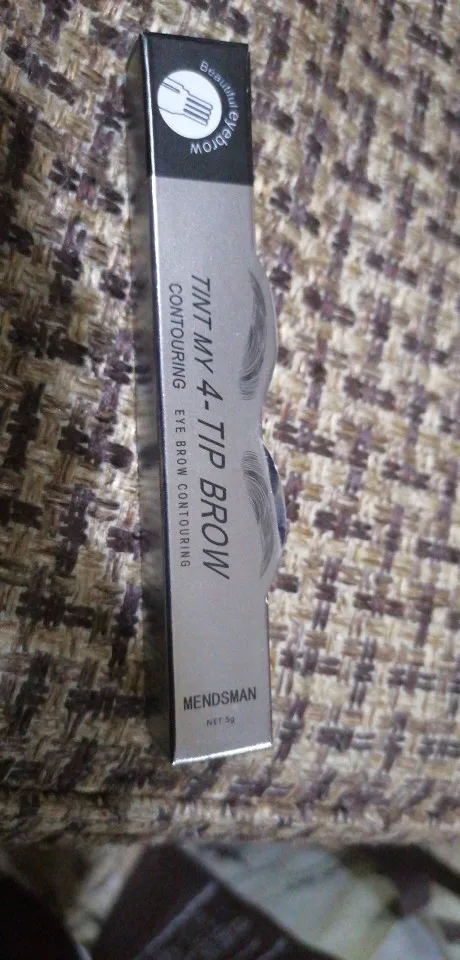 Beautiful eyebrow
TINT MY 4-TIP BROW
CONTOURING EYE BROW CONTOURING
MENDSMAN
NET 5g